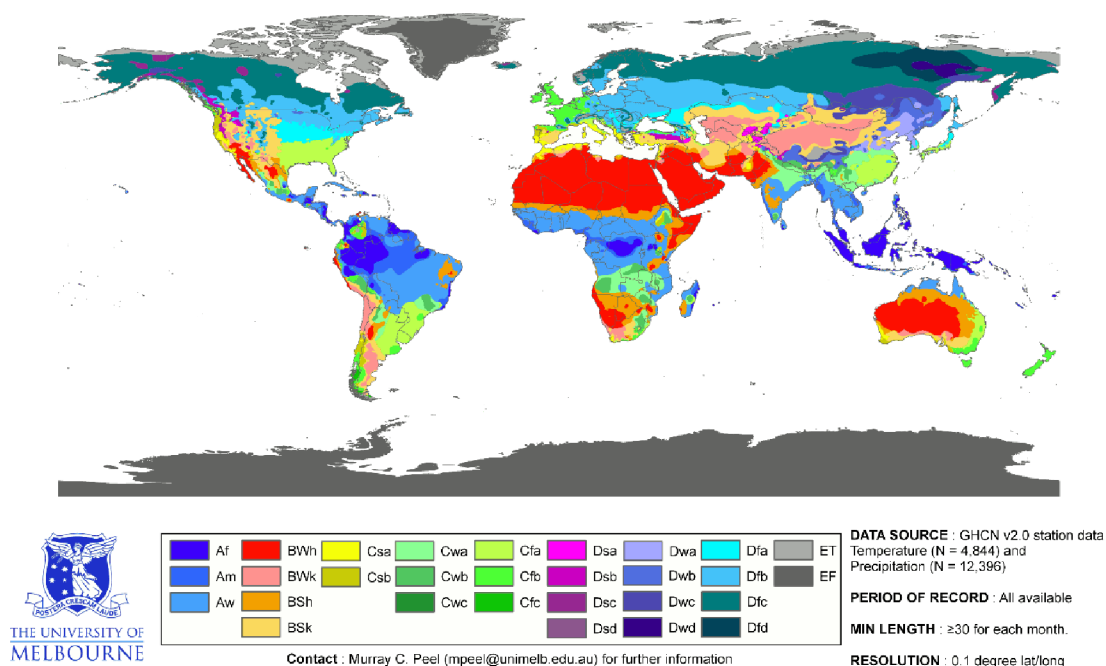 Af
Am
Aw
BWh
BWk
BSh
BSk
Csa
Csb
Cwa
Cwb
Cwc
Cfa
Cfb
Cfc
Dsa
Dsb
Dsc
Dsd
Dwa
Dwb
Dwc
Dwd
Dfa
Dfb
Dfc
Dfd
ET
EF
DATA SOURCE : GHCN v2.0 station data
Temperature (N = 4,844) and
Precipitation (N = 12,396)
PERIOD OF RECORD : All available
MIN LENGTH : ≥30 for each month.
RESOLUTION : 0.1 degree lat/long
POSTERA CRESCAM LAUDE
THE UNIVERSITY OF
MELBOURNE
Contact : Murray C. Peel (mpeel@unimelb.edu.au) for further information